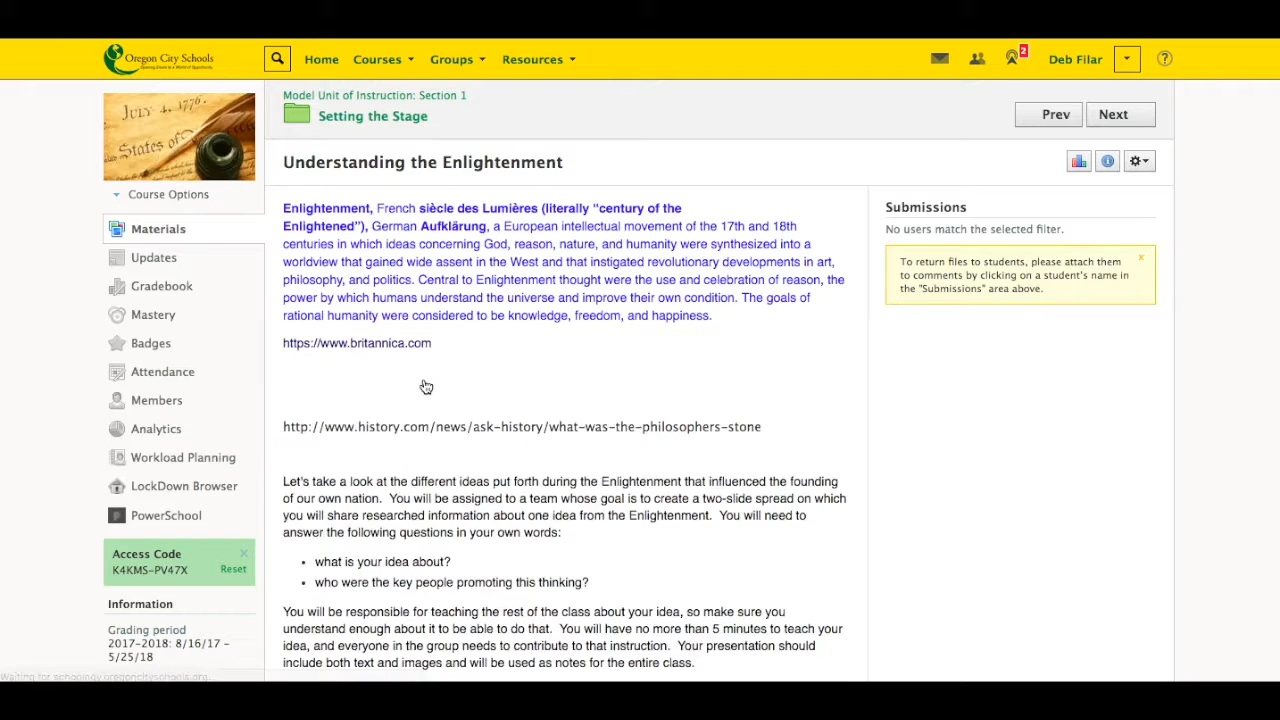 Oregon City Schools
Opening Doors to a World of Opportunity
Home
Courses
Groups
Resources
2
Deb Filar
?
JULY 4, 1776.
States of
Course Options
Materials
Updates
Gradebook
Mastery
Badges
Attendance
Members
Analytics
Workload Planning
LockDown Browser
PowerSchool
Access Code
K4KMS-PV47X
Reset
Information
Grading period
2017-2018: 8/16/17 -
5/25/18
Model Unit of Instruction: Section 1
Setting the Stage
Prev
Next
Understanding the Enlightenment
Enlightenment, French siècle des Lumières (literally “century of the
Enlightened”), German Aufklärung, a European intellectual movement of the 17th and 18th
centuries in which ideas concerning God, reason, nature, and humanity were synthesized into a
worldview that gained wide assent in the West and that instigated revolutionary developments in art,
philosophy, and politics. Central to Enlightenment thought were the use and celebration of reason, the
power by which humans understand the universe and improve their own condition. The goals of
rational humanity were considered to be knowledge, freedom, and happiness.
https://www.britannica.com
http://www.history.com/news/ask-history/what-was-the-philosophers-stone
Let's take a look at the different ideas put forth during the Enlightenment that influenced the founding
of our own nation. You will be assigned to a team whose goal is to create a two-slide spread on which
you will share researched information about one idea from the Enlightenment. You will need to
answer the following questions in your own words:
• what is your idea about?
• who were the key people promoting this thinking?
You will be responsible for teaching the rest of the class about your idea, so make sure you
understand enough about it to be able to do that. You will have no more than 5 minutes to teach your
idea, and everyone in the group needs to contribute to that instruction. Your presentation should
include both text and images and will be used as notes for the entire class.
Submissions
No users match the selected filter.
To return files to students, please attach them
to comments by clicking on a student's name in
the "Submissions" area above.
Waiting for schoology.oregoncityschools.org...